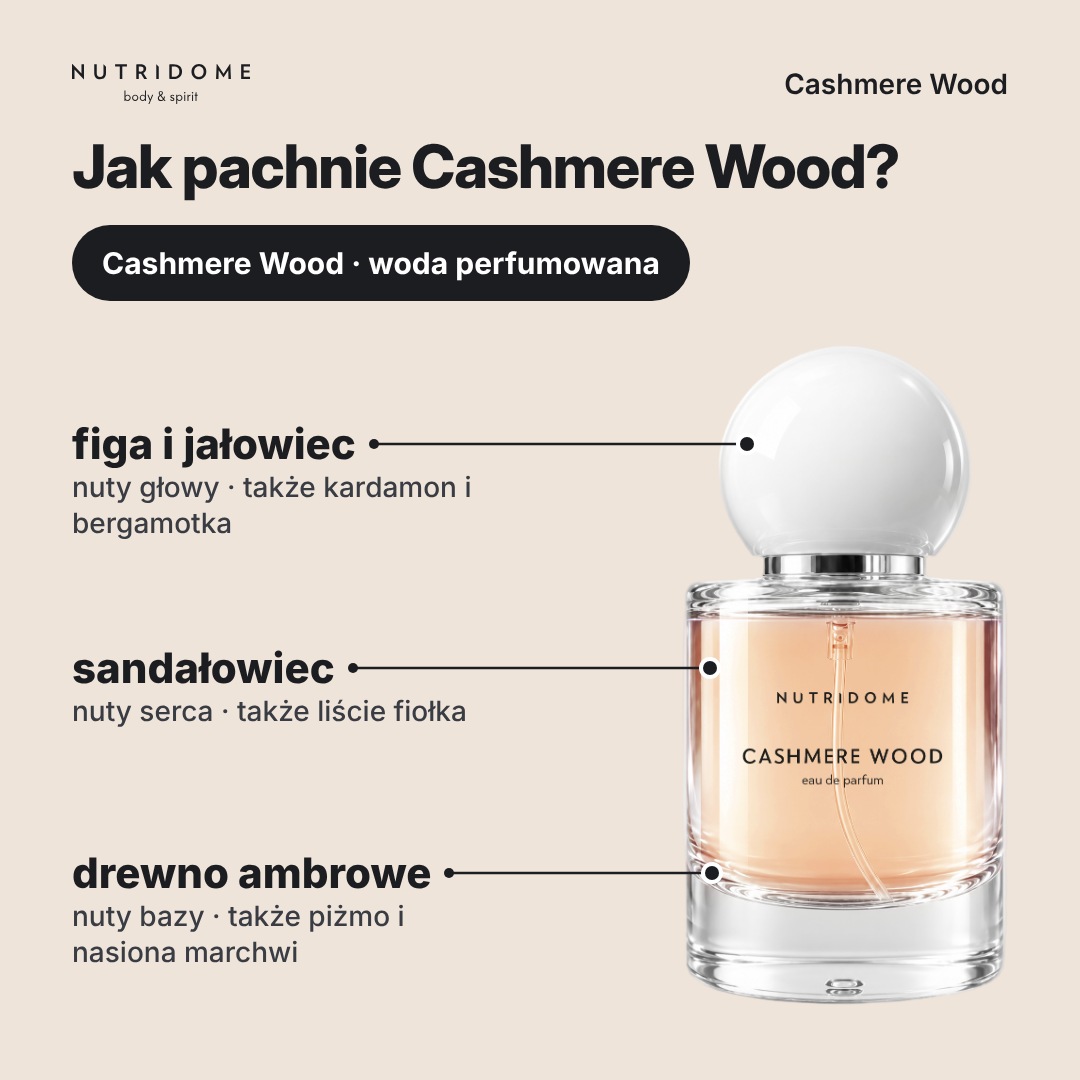 NUTRIDOME
body & spirit
Cashmere Wood
Jak pachnie Cashmere Wood?
Cashmere Wood · woda perfumowana
figa i jałowiec
nuty głowy · także kardamon i
bergamotka
sandałowiec
nuty serca · także liście fiołka
drewno ambrowe
nuty bazy · także piżmo i
nasiona marchwi
NUTRIDOME
CASHMERE WOOD
eau de parfum